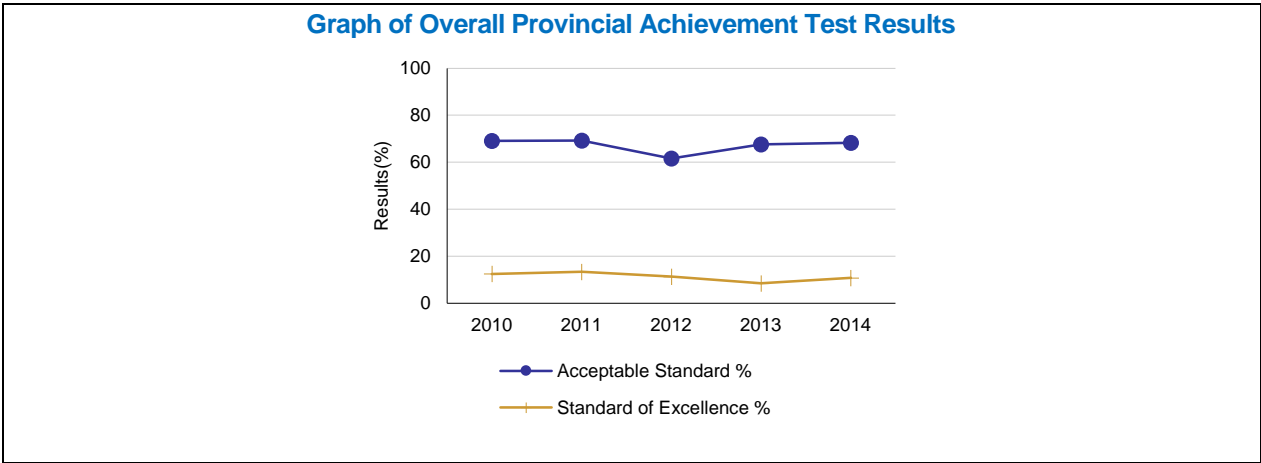 Graph of Overall Provincial Achievement Test Results
100
80
60
40
20
0
Results(%)
2010 2011 2012 2013 2014
Acceptable Standard %
Standard of Excellence %